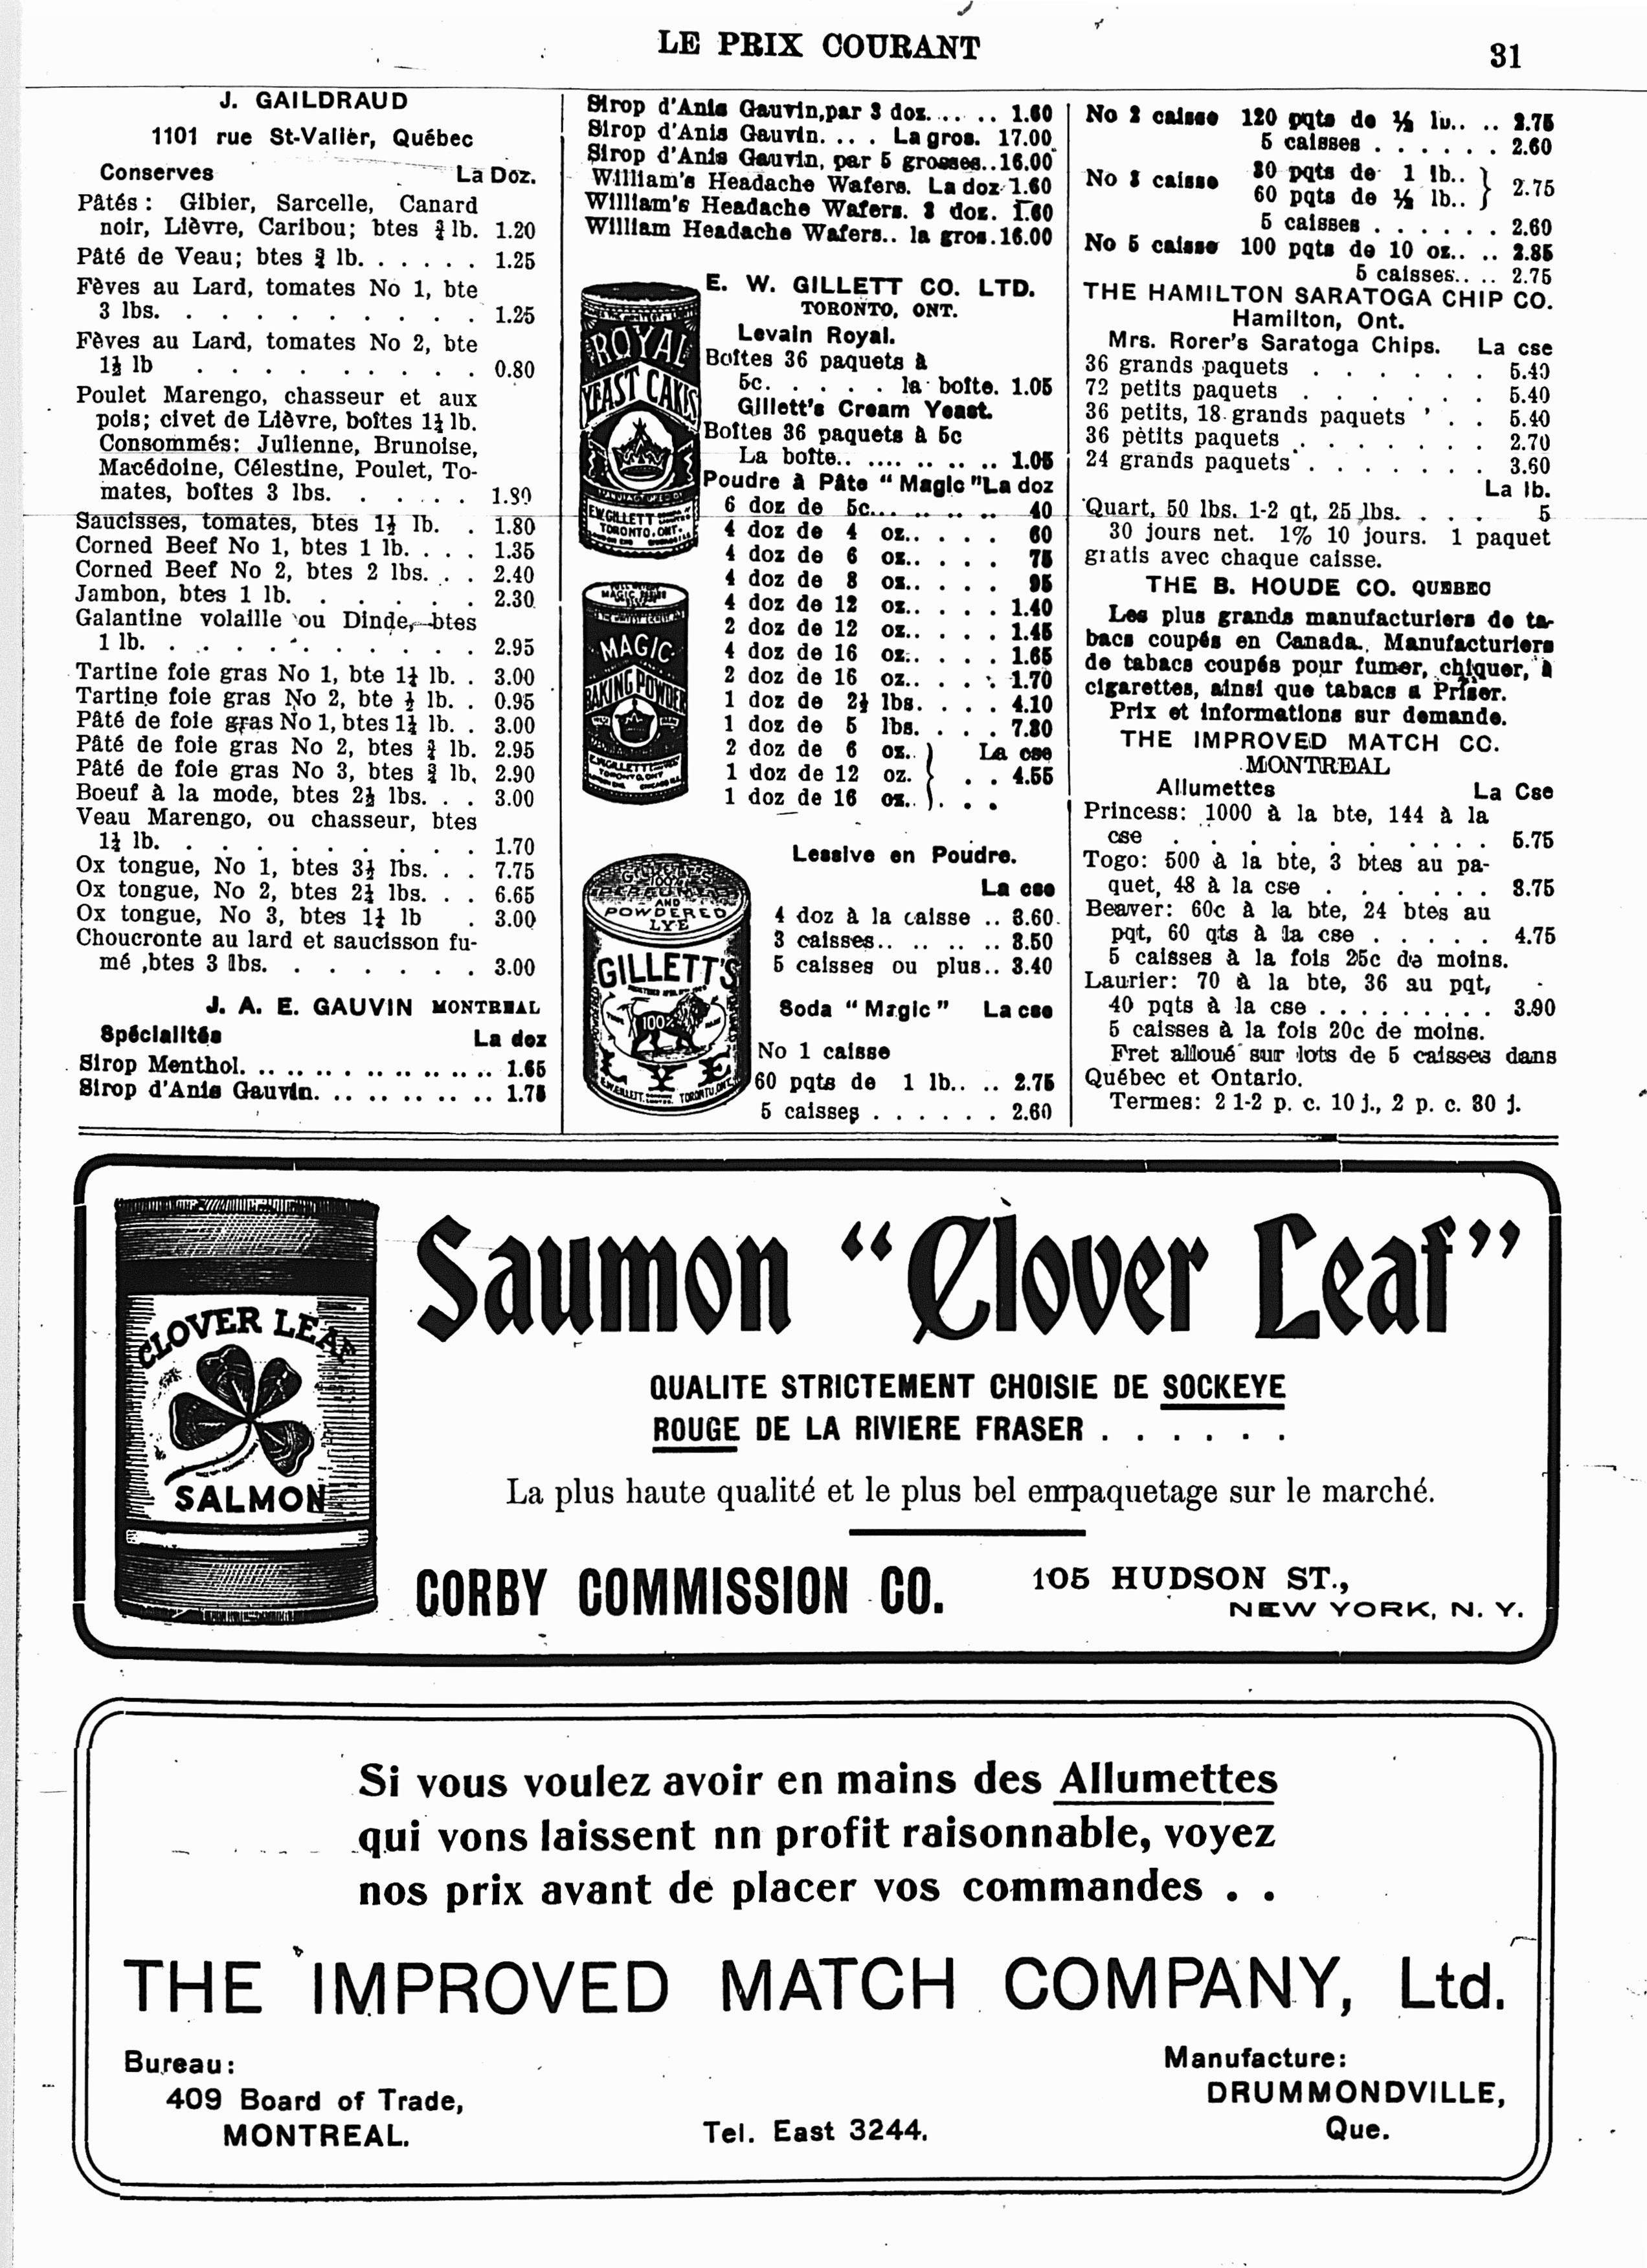 LE PRIX COURANT
31
J. GAILDRAUD
1101 rue St-Valier, Québec
Conserves La Doz.
Pâtés : Gibier, Sarcelle, Canard
noir, Lièvre, Caribou; btes ¾ lb. 1.20
Pâté de Veau; btes ¾ lb. . . . . . 1.25
Fèves au Lard, tomates No 1, bte
3 lbs. . . . . . . . . . . 1.25
Fèves au Lard, tomates No 2, bte
1½ lb . . . . . . . . . . 0.80
Poulet Marengo, chasseur et aux
pois; civet de Lièvre, boîtes 1½ lb.
Consommés: Julienne, Brunoise,
Macédoine, Célestine, Poulet, To-
mates, boîtes 3 lbs. . . . . . 1.80
Saucisses, tomates, btes 1½ lb. . 1.80
Corned Beef No 1, btes 1 lb. . . . 1.35
Corned Beef No 2, btes 2 lbs. . . 2.40
Jambon, btes 1 lb. . . . . . . 2.30
Galantine volaille ou Dinde, btes
1 lb. . . . . . . . . . . . 2.95
Tartine foie gras No 1, bte 1½ lb. . 3.00
Tartine foie gras No 2, bte ½ lb. . 0.95
Pâté de foie gras No 1, btes 1½ lb. . 3.00
Pâté de foie gras No 2, btes ¾ lb. 2.95
Pâté de foie gras No 3, btes ¾ lb, 2.90
Boeuf à la mode, btes 2½ lbs. . . 3.00
Veau Marengo, ou chasseur, btes
1½ lb. . . . . . . . . . . 1.70
Ox tongue, No 1, btes 3½ lbs. . . 7.75
Ox tongue, No 2, btes 2½ lbs. . . 6.65
Ox tongue, No 3, btes 1½ lb . 3.00
Choucronte au lard et saucisson fu-
mé ,btes 3 lbs. . . . . . . . 3.00
J. A. E. GAUVIN MONTREAL
Spécialités La doz
Sirop Menthol. .. .. .. . .. .. .. .. 1.65
Sirop d'Anis Gauvin. .. .. .. .. .. 1.75
Sirop d'Anis Gauvin, par 3 doz. ... .. 1.60
Sirop d'Anis Gauvin. . . . La gros. 17.00
Sirop d'Anis Gauvin, par 5 grosses..16.00
William's Headache Wafers. La doz 1.60
William's Headache Wafers. 3 doz. 1.60
William Headache Wafers.. la gros.16.00
E. W. GILLETT CO. LTD.
TORONTO, ONT.
Levain Royal.
Boîtes 36 paquets à
5c. . . . . . la boîte. 1.05
Gillett's Cream Yeast.
Boîtes 36 paquets à 5c
La boîte.. .... .. .. .. 1.05
Poudre à Pâte "Magic" La doz
6 doz de 5c... .. .. .. 40
4 doz de 4 oz.. . . . 60
4 doz de 6 oz.. . . . 75
4 doz de 8 oz.. . . . 95
4 doz de 12 oz.. . . . 1.40
2 doz de 12 oz.. . . . 1.45
4 doz de 16 oz.. . . . 1.65
2 doz de 16 oz.. . . . 1.70
1 doz de 2½ lbs. . . . 4.10
1 doz de 5 lbs. . . . 7.30
2 doz de 6 oz. } La cse
1 doz de 12 oz. } . . 4.55
1 doz de 16 oz. } . . .
ROYAL
YEAST CAKES
E.W.GILLETT
TORONTO, ONT.
MAGIC
BAKING POWDER
E.W.GILLETT
TORONTO, ONT
Lessive en Poudre.
La cse
4 doz à la caisse .. 3.60
3 caisses.. .. .. .. 3.50
5 caisses ou plus.. 3.40
Soda "Magic" La cse
No 1 caisse
60 pqts de 1 lb.. .. 2.75
5 caisses . . . . . . 2.60
AND
POWDERED
LYE
GILLETT'S
100%
LYE
No 2 caisse 120 pqts de ½ lb.. .. 2.75
5 caisses . . . . . . 2.60
No 3 caisse 30 pqts de 1 lb.. } 2.75
60 pqts de ½ lb.. }
5 caisses . . . . . . 2.60
No 5 caisse 100 pqts de 10 oz.. .. 2.85
5 caisses.. .. 2.75
THE HAMILTON SARATOGA CHIP CO.
Hamilton, Ont.
Mrs. Rorer's Saratoga Chips. La cse
36 grands paquets . . . . . . 5.40
72 petits paquets . . . . . . . 5.40
36 petits, 18 grands paquets . . 5.40
36 pètits paquets . . . . . . . 2.70
24 grands paquets . . . . . . . 3.60
La lb.
Quart, 50 lbs. 1-2 qt, 25 lbs. . . . 5
30 jours net. 1% 10 jours. 1 paquet
gratis avec chaque caisse.
THE B. HOUDE CO. QUEBEC
Les plus grands manufacturiers de ta-
bacs coupés en Canada. Manufacturiers
de tabacs coupés pour fumer, chiquer, à
cigarettes, ainsi que tabacs a Priser.
Prix et informations sur demande.
THE IMPROVED MATCH CO.
MONTREAL
Allumettes La Cse
Princess: 1000 à la bte, 144 à la
cse . . . . . . . . . . . . 5.75
Togo: 500 à la bte, 3 btes au pa-
quet, 48 à la cse . . . . . . 3.75
Beaver: 60c à la bte, 24 btes au
pqt, 60 qts à la cse . . . . . 4.75
5 caisses à la fois 25c de moins.
Laurier: 70 à la bte, 36 au pqt,
40 pqts à la cse . . . . . . . . . 3.90
5 caisses à la fois 20c de moins.
Fret alloué sur lots de 5 caisses dans
Québec et Ontario.
Termes: 2 1-2 p. c. 10 j., 2 p. c. 30 j.
CLOVER LEAF
SALMON
Saumon "Clover Leaf"
QUALITE STRICTEMENT CHOISIE DE SOCKEYE
ROUGE DE LA RIVIERE FRASER . . . . . .
La plus haute qualité et le plus bel empaquetage sur le marché.
CORBY COMMISSION CO. 105 HUDSON ST.,
NEW YORK, N. Y.
Si vous voulez avoir en mains des Allumettes
qui vons laissent nn profit raisonnable, voyez
nos prix avant de placer vos commandes . .
THE IMPROVED MATCH COMPANY, Ltd.
Bureau:
409 Board of Trade,
MONTREAL.
Tel. East 3244.
Manufacture:
DRUMMONDVILLE,
Que.